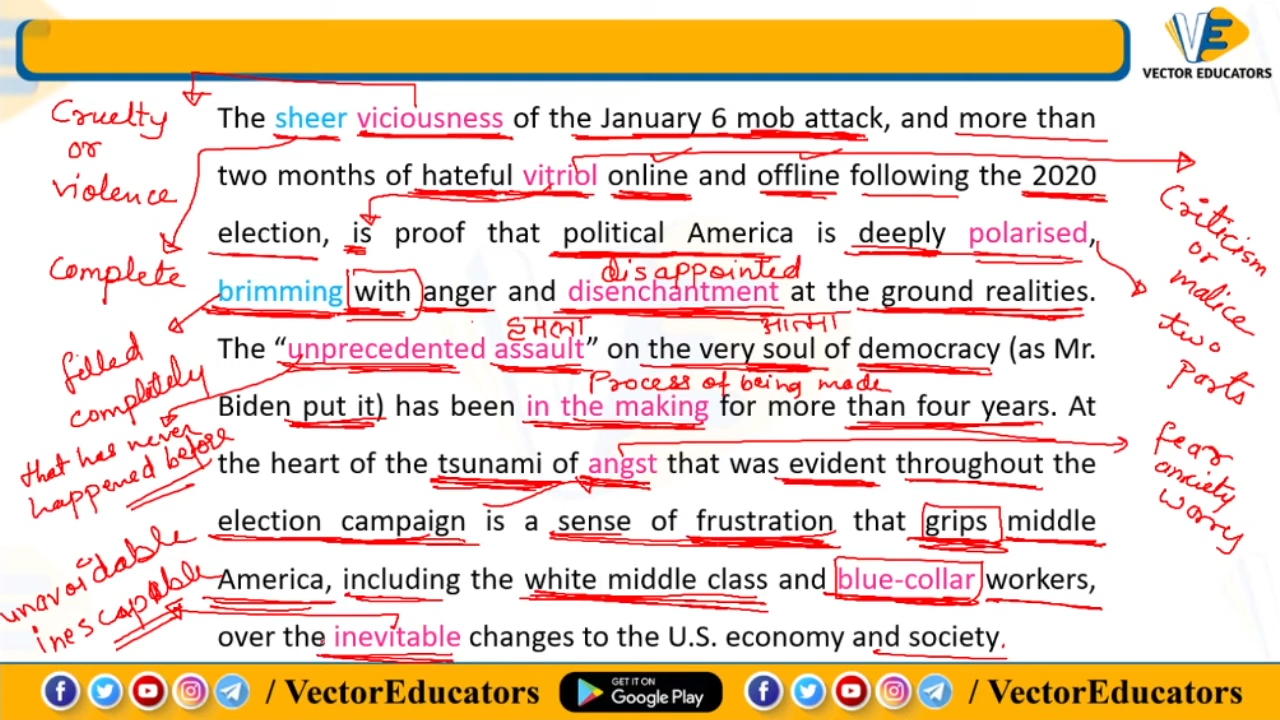 VE
VECTOR EDUCATORS
Cruelty
or
violence
The sheer viciousness of the January 6 mob attack, and more than
two months of hateful vitriol online and offline following the 2020
election, is proof that political America is deeply polarised,
Complete
Criticism
or
malice
disappointed
brimming with anger and disenchantment at the ground realities.
हमला
आत्मा
The “unprecedented assault” on the very soul of democracy (as Mr.
filled
completely
two
parts
Process of being made
Biden put it) has been in the making for more than four years. At
that has never
happened before
the heart of the tsunami of angst that was evident throughout the
fear
anxiety
worry
election campaign is a sense of frustration that grips middle
unavoidable
inescapable
America, including the white middle class and blue-collar workers,
over the inevitable changes to the U.S. economy and society.
/ VectorEducators
GET IT ON
Google Play
/ VectorEducators